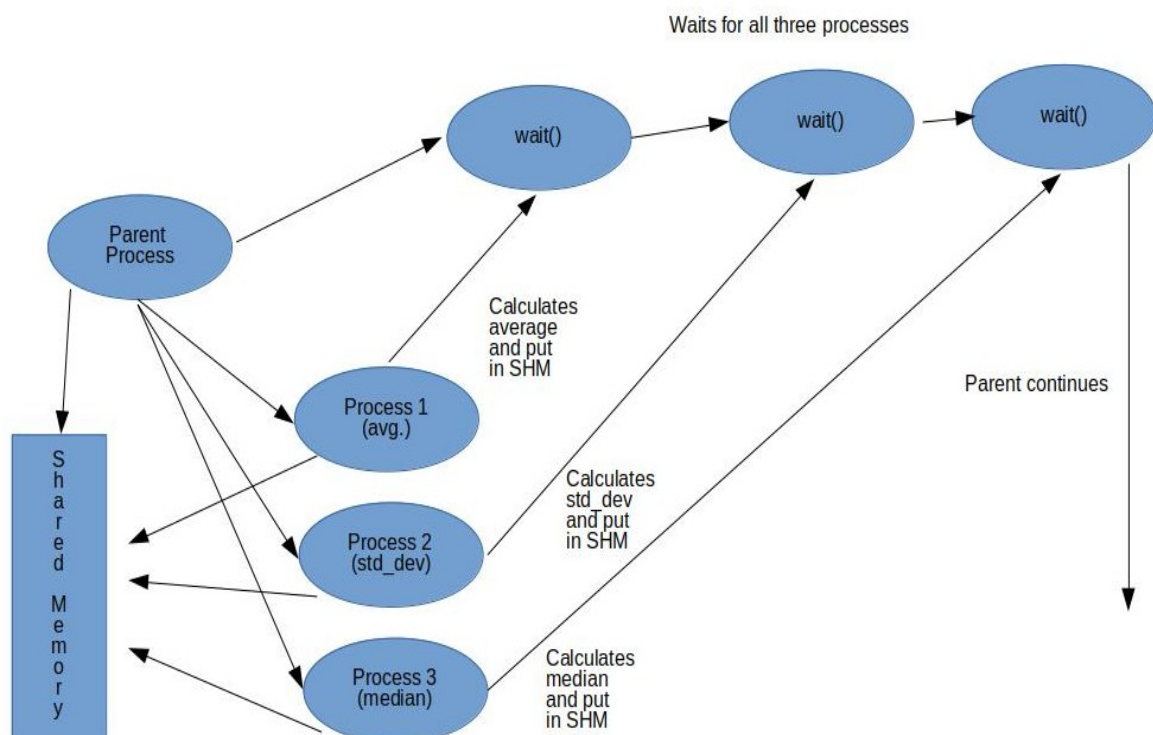 Waits for all three processes
wait()
wait()
wait()
Parent
Process
Calculates
average
and put
in SHM
Parent continues
Process 1
(avg.)
Shared Memory
Calculates
std_dev
and put
in SHM
Process 2
(std_dev)
Calculates
median
and put
in SHM
Process 3
(median)